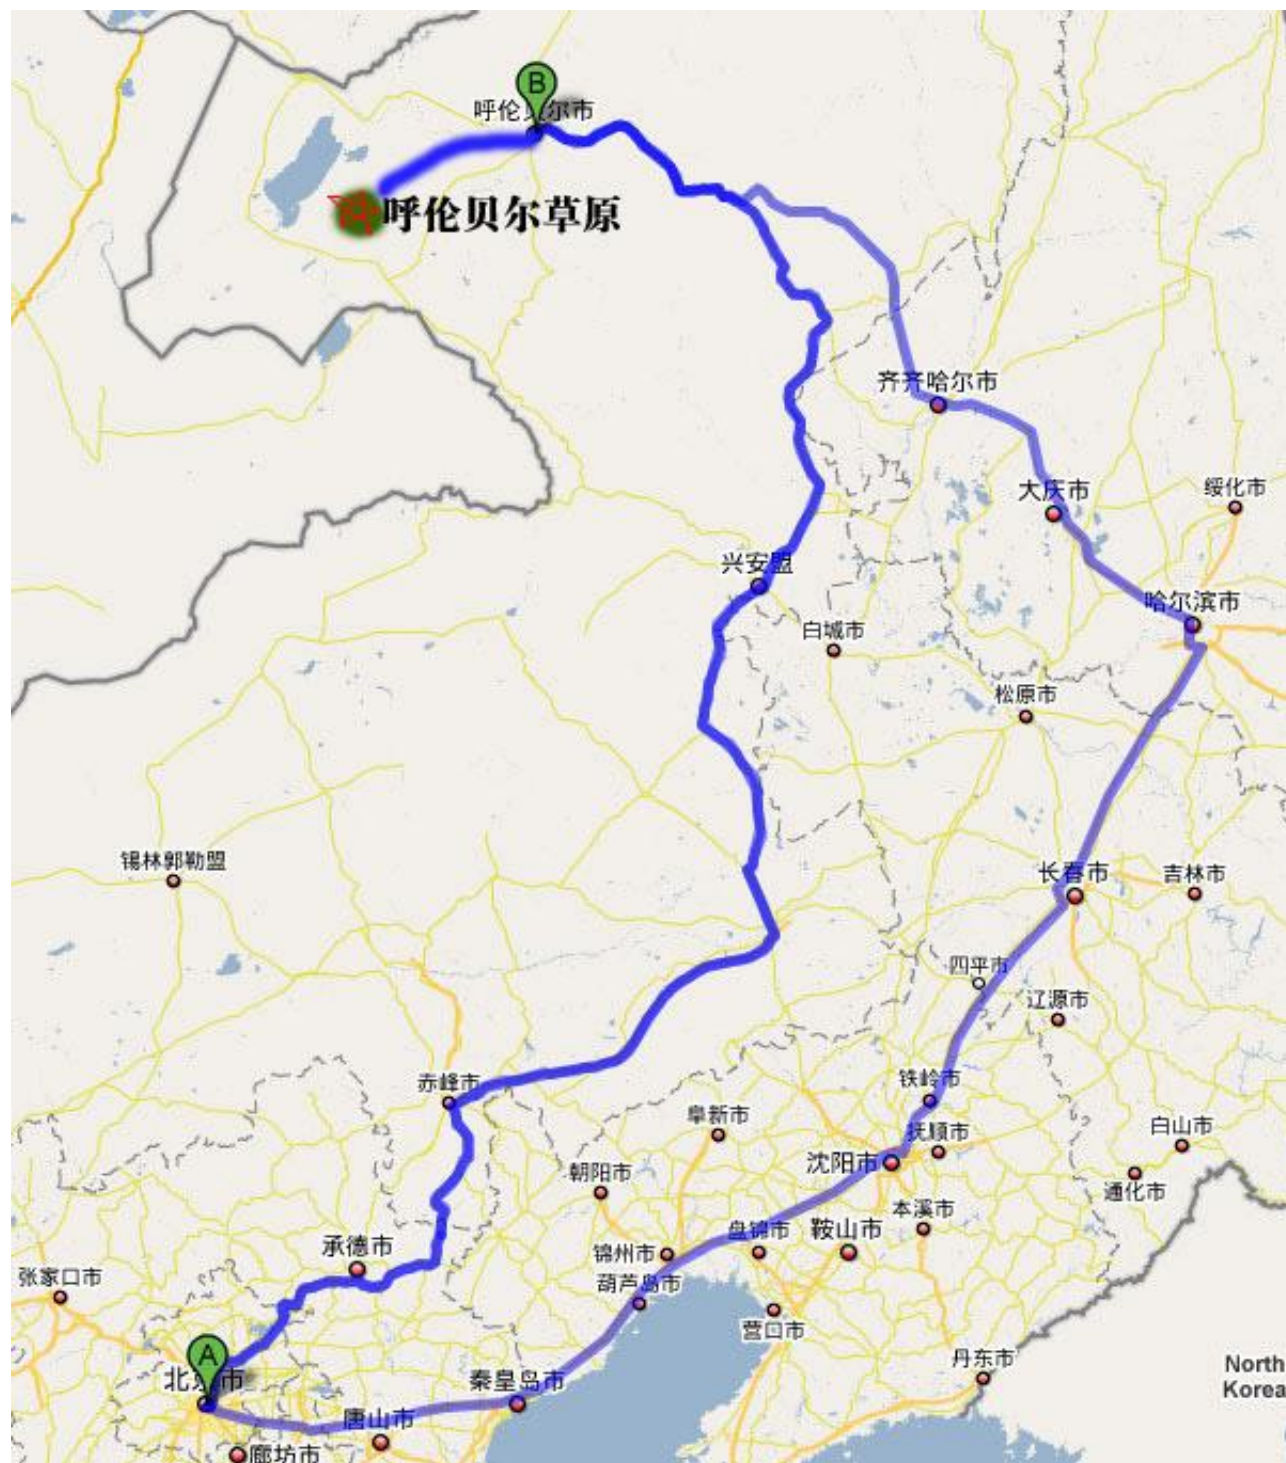 B
呼伦贝尔市
呼伦贝尔草原
齐齐哈尔市
大庆市
绥化市
兴安盟
哈尔滨市
白城市
松原市
锡林郭勒盟
长春市
吉林市
四平市
辽源市
赤峰市
铁岭市
阜新市
抚顺市
白山市
沈阳市
朝阳市
通化市
本溪市
承德市
盘锦市
鞍山市
锦州市
张家口市
葫芦岛市
营口市
A
丹东市
North
Korea
北京市
秦皇岛市
唐山市
廊坊市